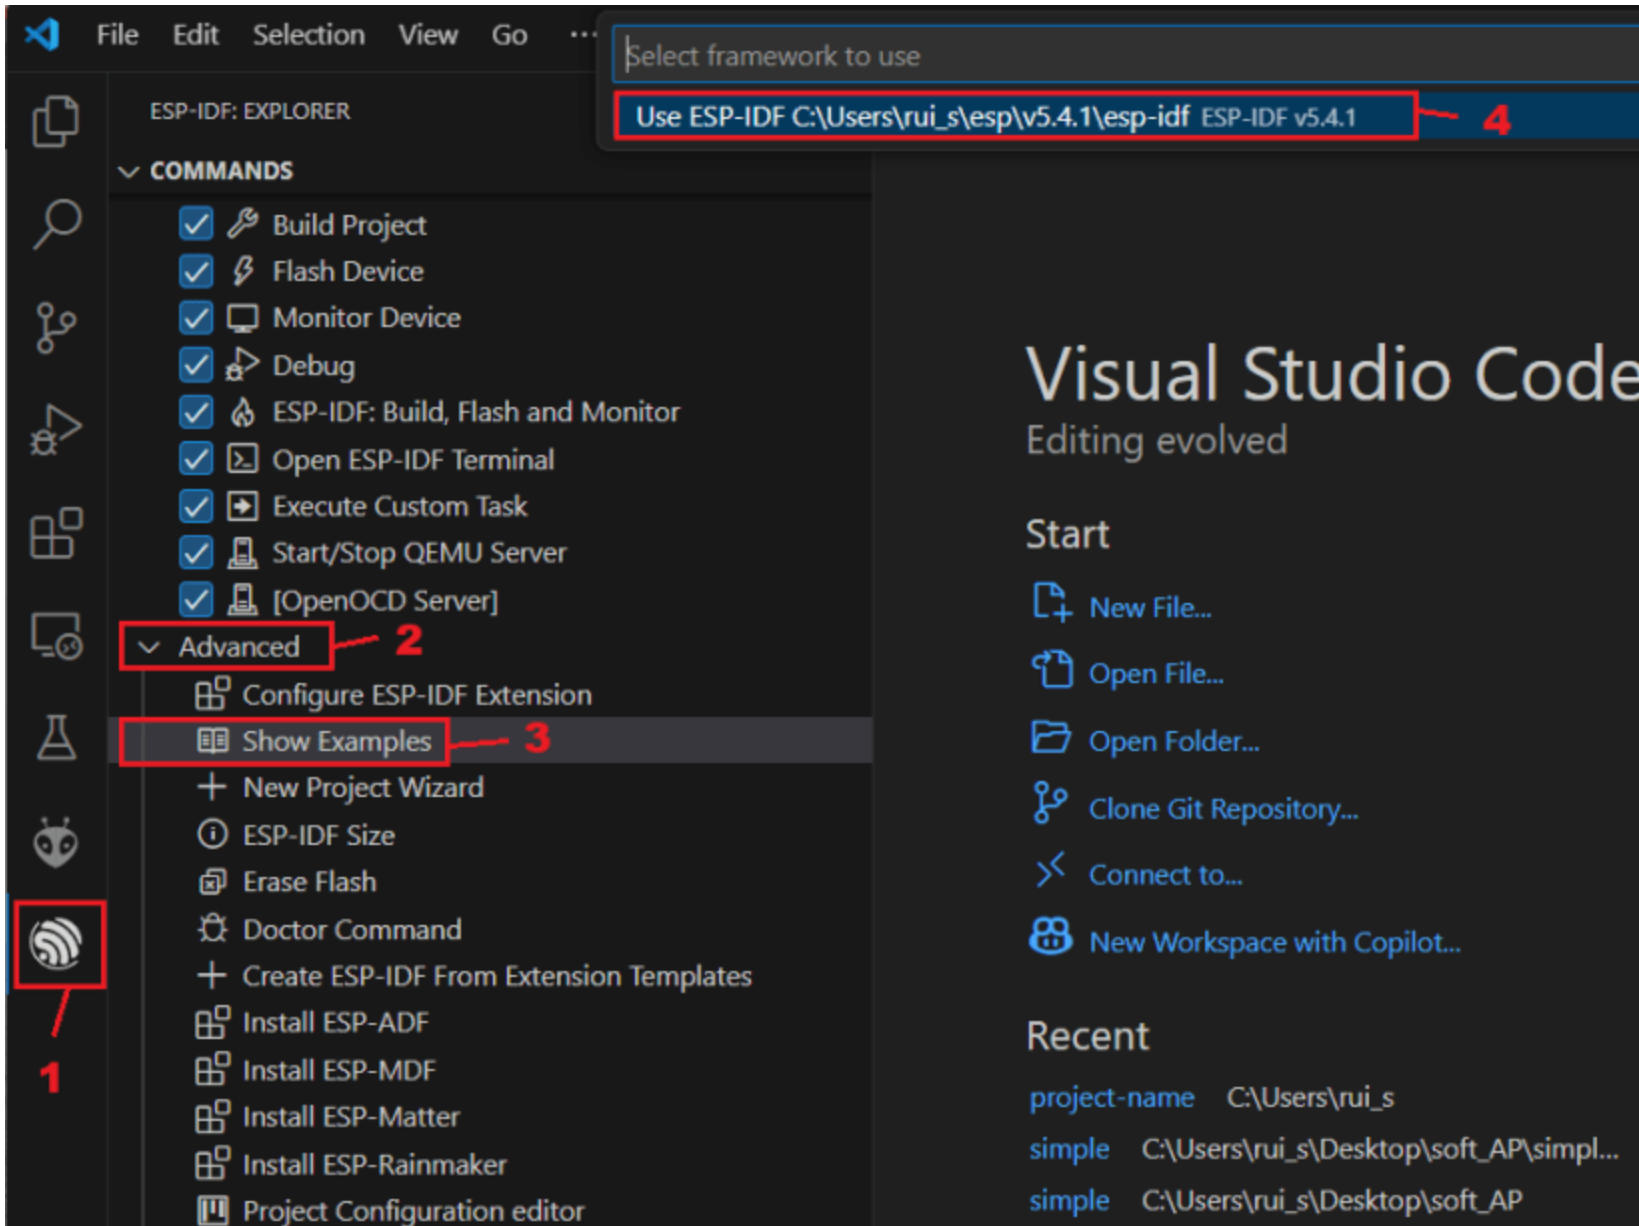 File Edit Selection View Go ...
Select framework to use
Use ESP-IDF C:\Users\rui_s\esp\v5.4.1\esp-idf ESP-IDF v5.4.1
4
ESP-IDF: EXPLORER
COMMANDS
Build Project
Flash Device
Monitor Device
Debug
ESP-IDF: Build, Flash and Monitor
Open ESP-IDF Terminal
Execute Custom Task
Start/Stop QEMU Server
[OpenOCD Server]
Advanced
2
Configure ESP-IDF Extension
Show Examples
3
New Project Wizard
ESP-IDF Size
Erase Flash
Doctor Command
Create ESP-IDF From Extension Templates
Install ESP-ADF
Install ESP-MDF
Install ESP-Matter
Install ESP-Rainmaker
Project Configuration editor
1
Visual Studio Code
Editing evolved
Start
New File...
Open File...
Open Folder...
Clone Git Repository...
Connect to...
New Workspace with Copilot...
Recent
project-name C:\Users\rui_s
simple C:\Users\rui_s\Desktop\soft_AP\simpl...
simple C:\Users\rui_s\Desktop\soft_AP